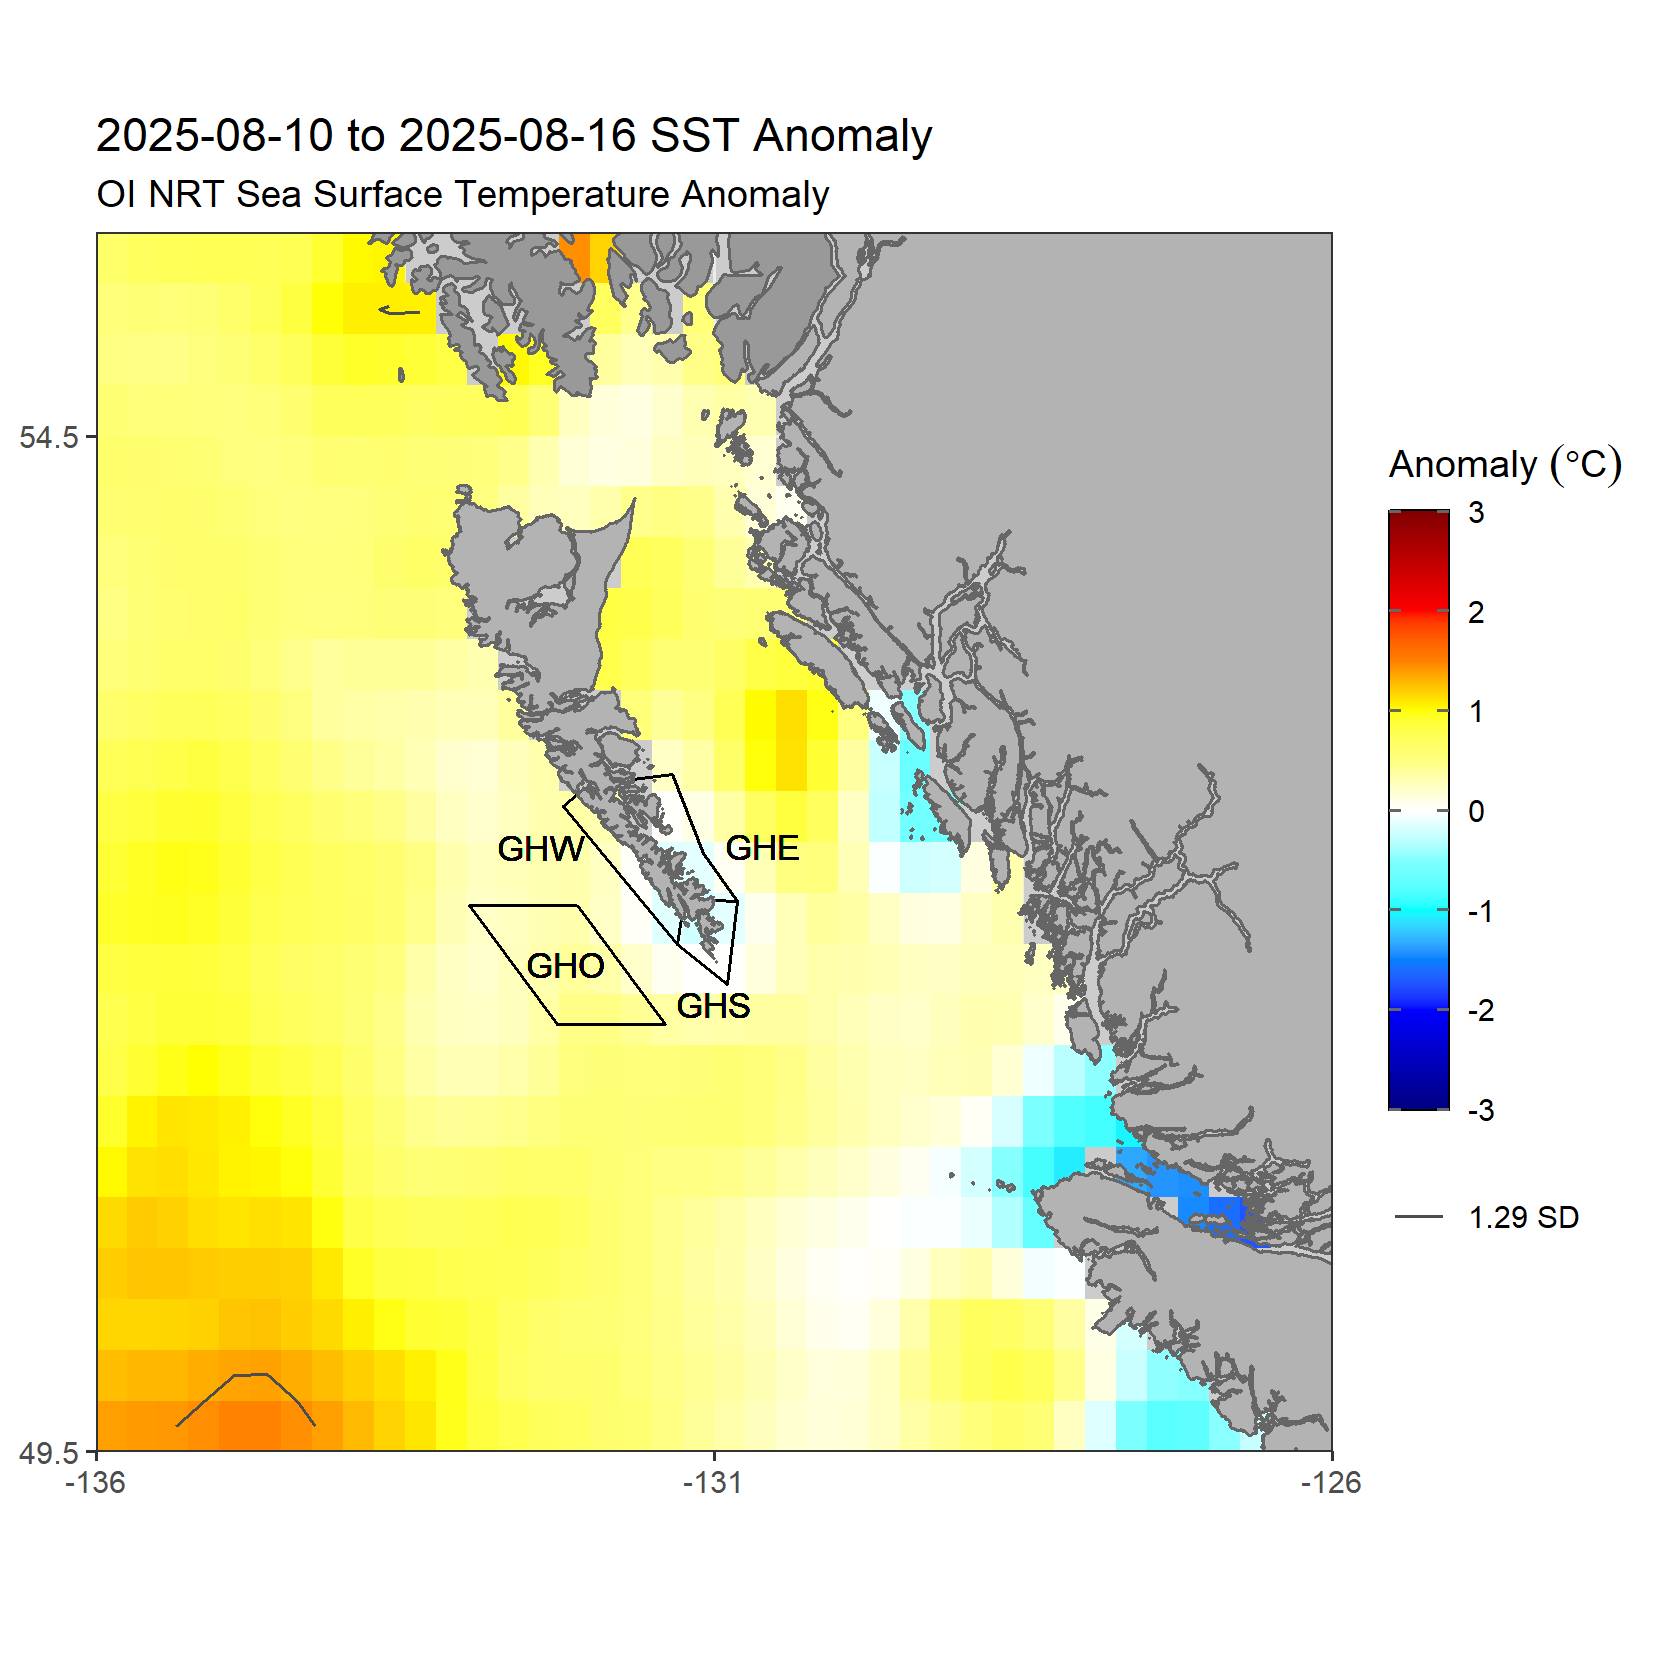 2025-08-10 to 2025-08-16 SST Anomaly
OI NRT Sea Surface Temperature Anomaly
54.5
49.5
-136
-131
-126
GHW
GHE
GHO
GHS
Anomaly (°C)
3
2
1
0
-1
-2
-3
1.29 SD